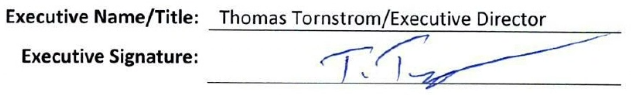 Executive Name/Title: Thomas Tornstrom/Executive Director
Executive Signature: